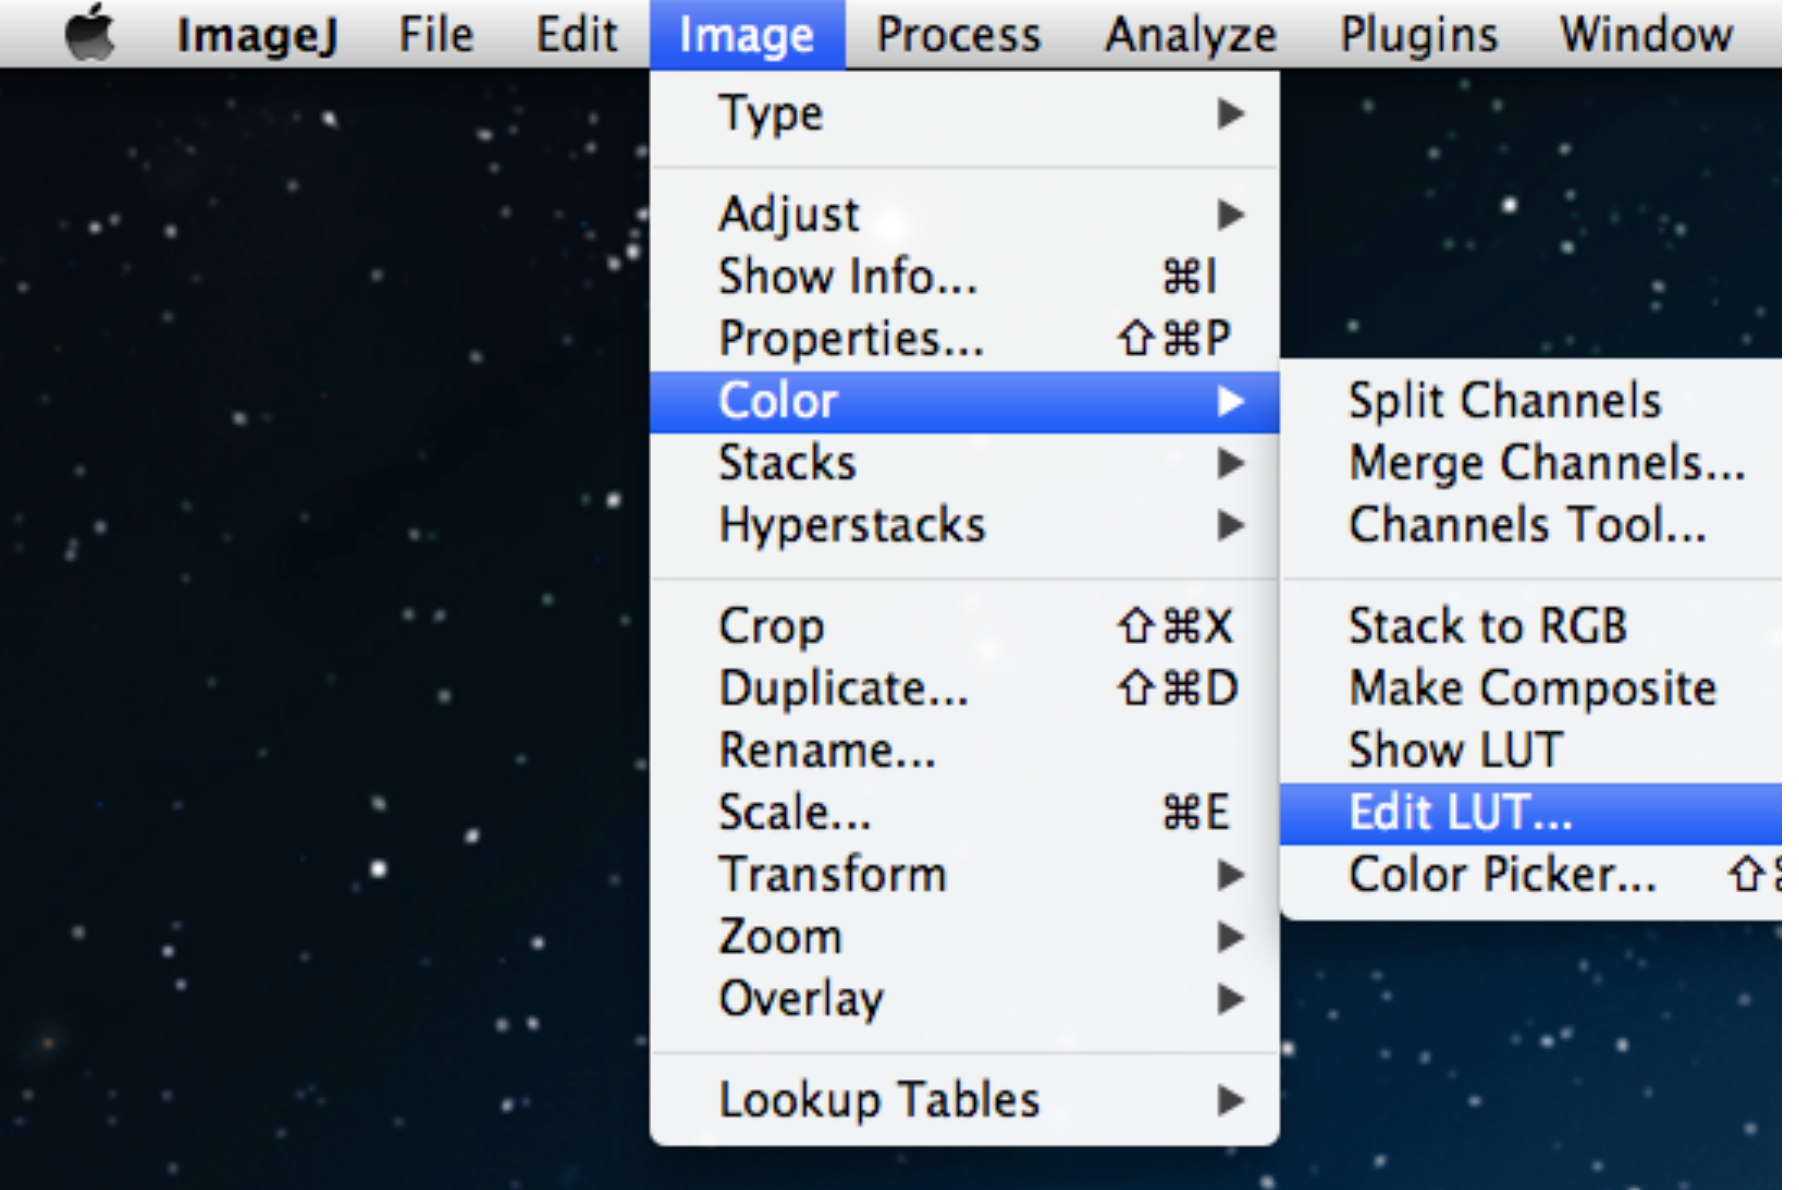 ImageJ File Edit Image Process Analyze Plugins Window
Type
Adjust
Show Info... ⌘I
Properties... ⇧⌘P
Color
Stacks
Hyperstacks
Crop ⇧⌘X
Duplicate... ⇧⌘D
Rename...
Scale... ⌘E
Transform
Zoom
Overlay
Lookup Tables
Split Channels
Merge Channels...
Channels Tool...
Stack to RGB
Make Composite
Show LUT
Edit LUT...
Color Picker... ⇧